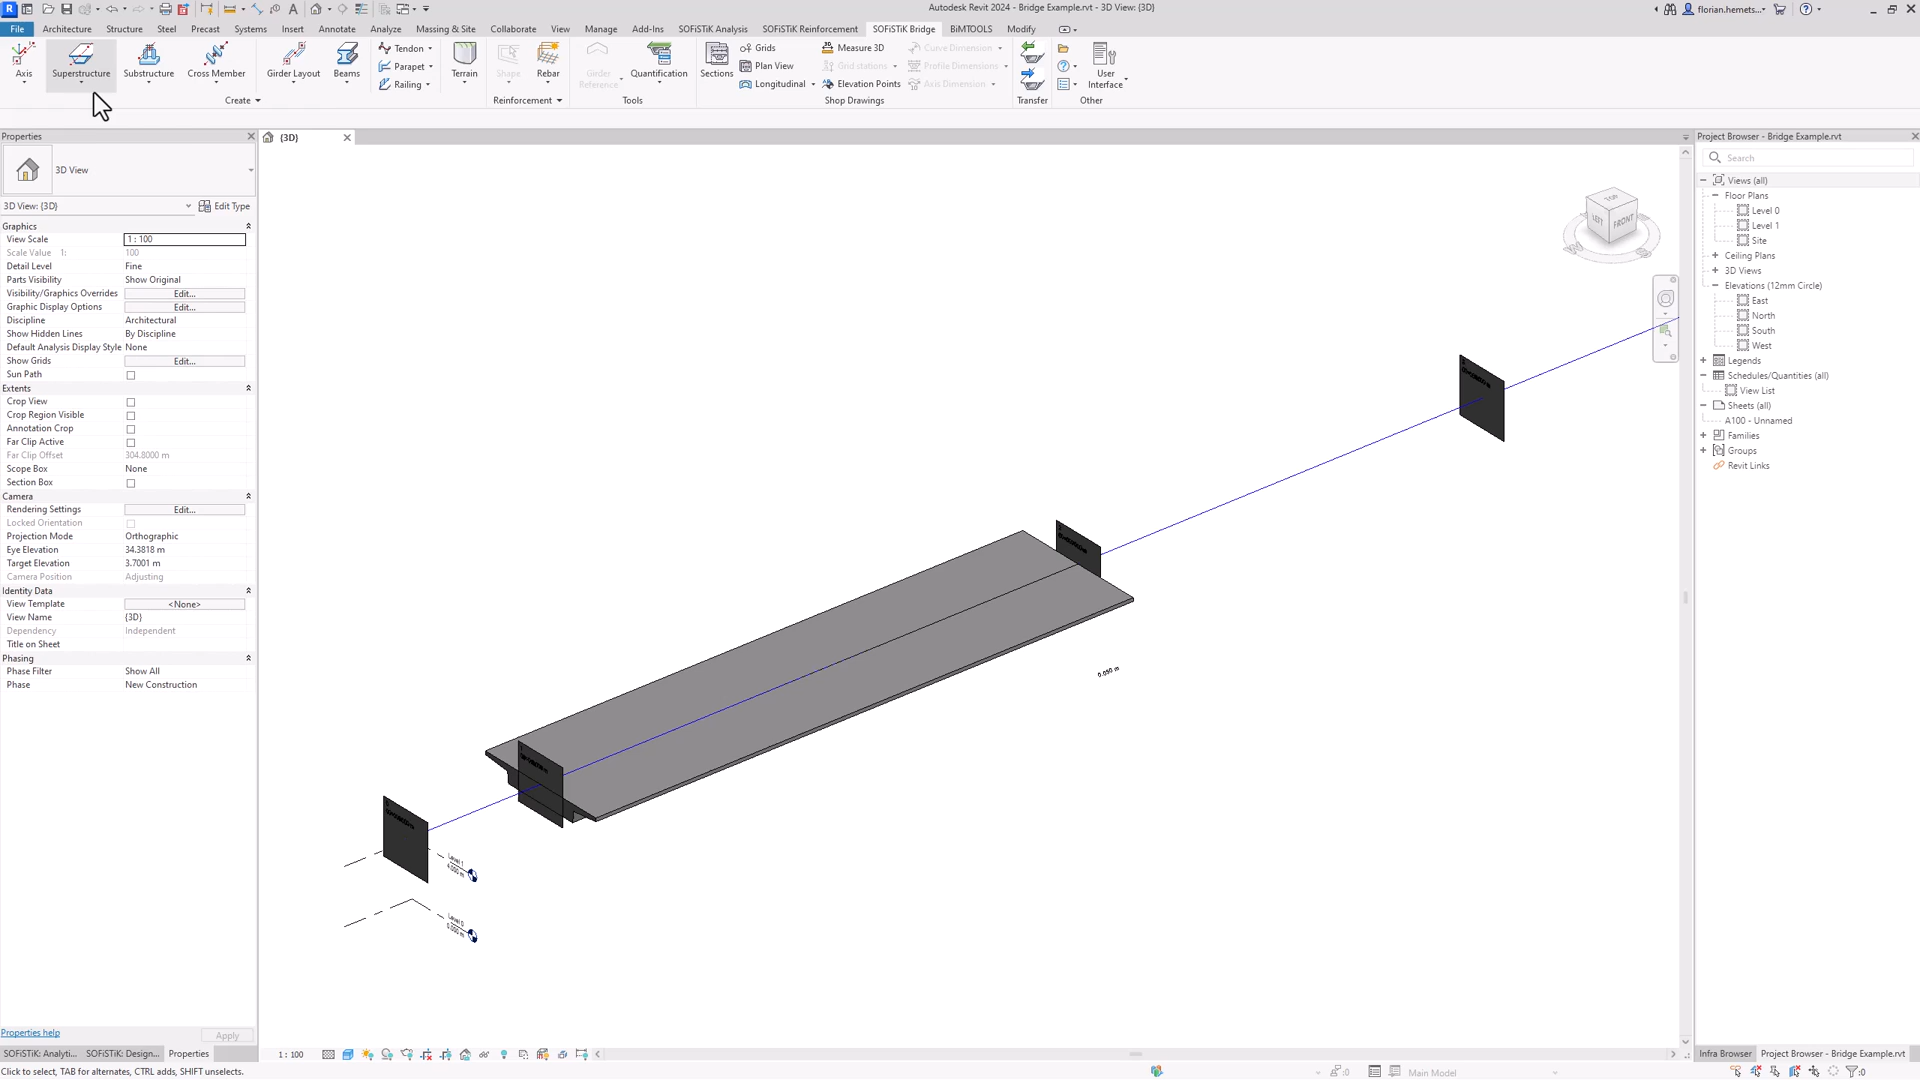 Autodesk Revit 2024 - Bridge Example.rvt - 3D View: {3D}
florian.hemets...
File Architecture Structure Steel Precast Systems Insert Annotate Analyze Massing & Site Collaborate View Manage Add-Ins SOFiSTiK Analysis SOFiSTiK Reinforcement SOFiSTiK Bridge BiMTOOLS Modify
Axis Superstructure Substructure Cross Member Girder Layout Beams Tendon Parapet Railing Terrain Shape Rebar Girder Reference Quantification Sections Grids Plan View Longitudinal Measure 3D Grid stations Elevation Points Curve Dimension Profile Dimensions Axis Dimension User Interface
Create Reinforcement Tools Shop Drawings Transfer Other
Properties
3D View
3D View: {3D} Edit Type
Graphics
View Scale 1 : 100
Scale Value 1: 100
Detail Level Fine
Parts Visibility Show Original
Visibility/Graphics Overrides Edit...
Graphic Display Options Edit...
Discipline Architectural
Show Hidden Lines By Discipline
Default Analysis Display Style None
Show Grids Edit...
Sun Path
Extents
Crop View
Crop Region Visible
Annotation Crop
Far Clip Active
Far Clip Offset 304.8000 m
Scope Box None
Section Box
Camera
Rendering Settings Edit...
Locked Orientation
Projection Mode Orthographic
Eye Elevation 34.3818 m
Target Elevation 3.7001 m
Camera Position Adjusting
Identity Data
View Template <None>
View Name {3D}
Dependency Independent
Title on Sheet
Phasing
Phase Filter Show All
Phase New Construction
Properties help Apply
SOFiSTiK: Analyti... SOFiSTiK: Design... Properties
{3D}
TOP
LEFT FRONT
Level 1
Level 0
1 : 100
Project Browser - Bridge Example.rvt
Search
Views (all)
Floor Plans
Level 0
Level 1
Site
Ceiling Plans
3D Views
Elevations (12mm Circle)
East
North
South
West
Legends
Schedules/Quantities (all)
View List
Sheets (all)
A100 - Unnamed
Families
Groups
Revit Links
Infra Browser Project Browser - Bridge Example.rvt
Click to select, TAB for alternates, CTRL adds, SHIFT unselects.
:0 Main Model :0